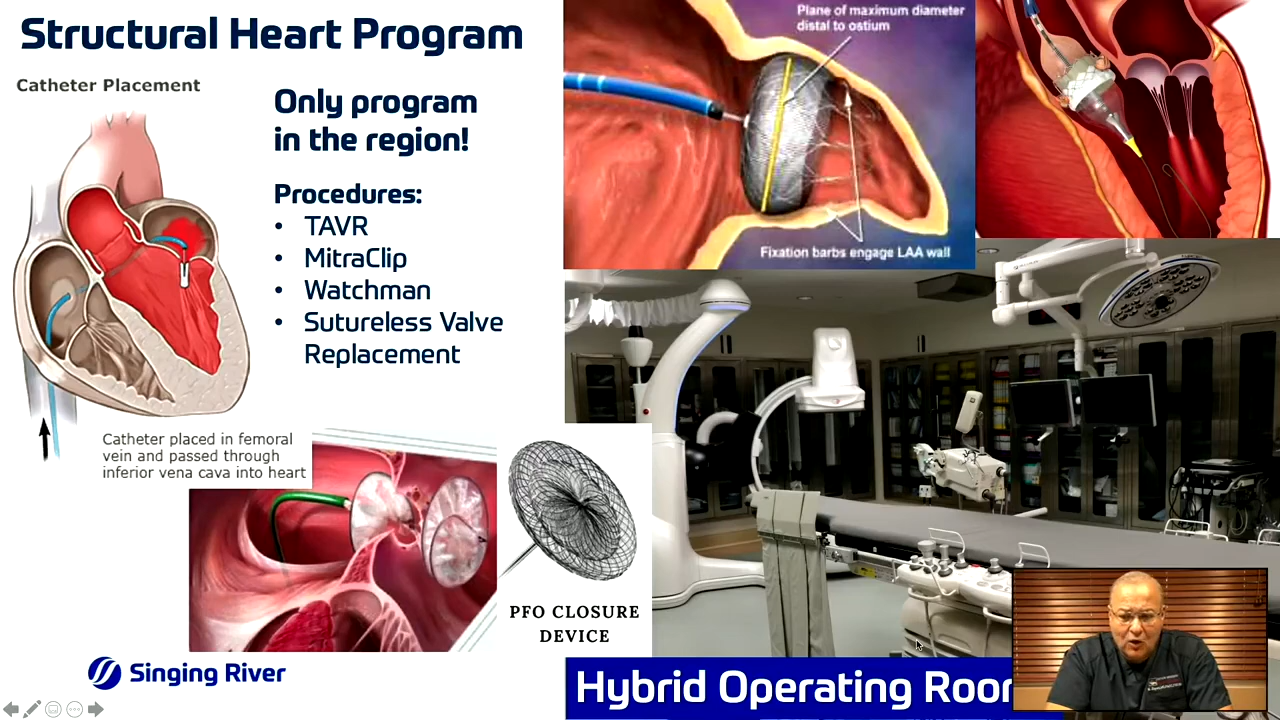 Structural Heart Program
Catheter Placement
Only program
in the region!
Procedures:
• TAVR
• MitraClip
• Watchman
• Sutureless Valve
Replacement
Catheter placed in femoral
vein and passed through
inferior vena cava into heart
Plane of maximum diameter
distal to ostium
Fixation barbs engage LAA wall
PFO CLOSURE
DEVICE
Singing River
Hybrid Operating Roo